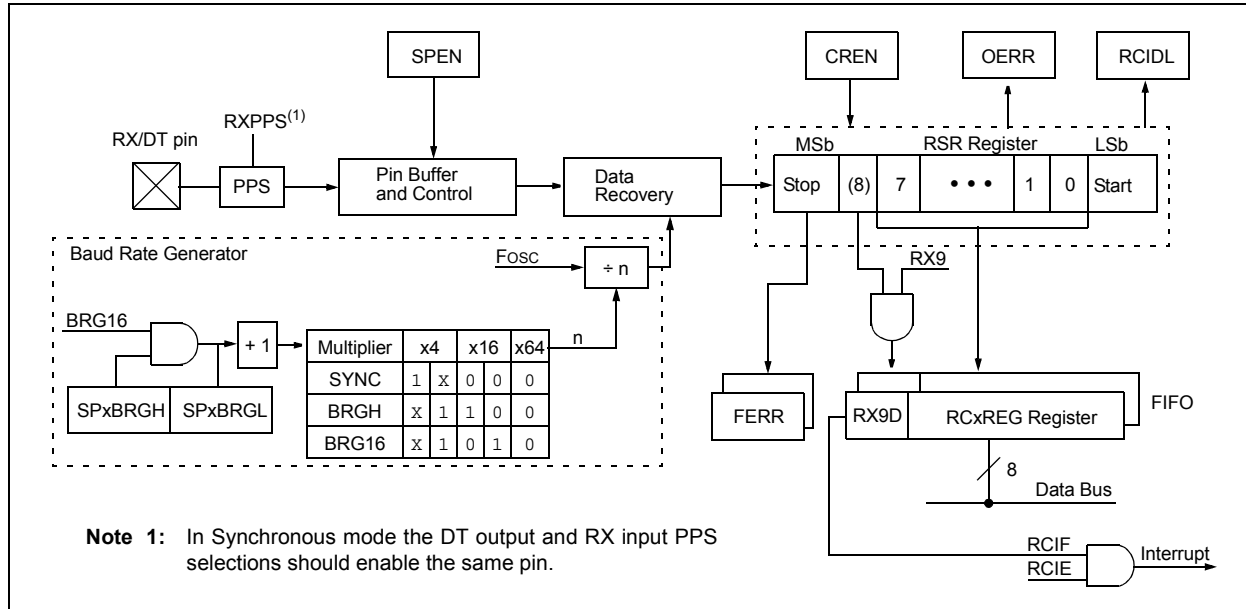 SPEN
CREN
OERR
RCIDL
RXPPS(1)
RX/DT pin
PPS
Pin Buffer
and Control
Data
Recovery
MSb RSR Register LSb
Stop (8) 7 • • • 1 0 Start
Baud Rate Generator
FOSC
÷ n
RX9
BRG16
+ 1
n
SPxBRGH SPxBRGL
Multiplier x4 x16 x64
SYNC 1 X 0 0 0
BRGH X 1 1 0 0
BRG16 X 1 0 1 0
FERR
RX9D RCxREG Register
FIFO
8
Data Bus
Note 1: In Synchronous mode the DT output and RX input PPS
selections should enable the same pin.
RCIF
RCIE
Interrupt